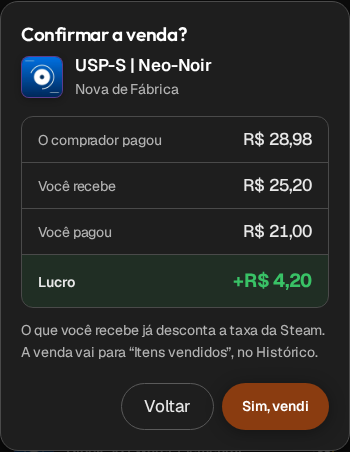 Confirmar a venda?
USP-S | Neo-Noir
Nova de Fábrica
O comprador pagou R$ 28,98
Você recebe R$ 25,20
Você pagou R$ 21,00
Lucro +R$ 4,20
O que você recebe já desconta a taxa da Steam.
A venda vai para “Itens vendidos”, no Histórico.
Voltar Sim, vendi